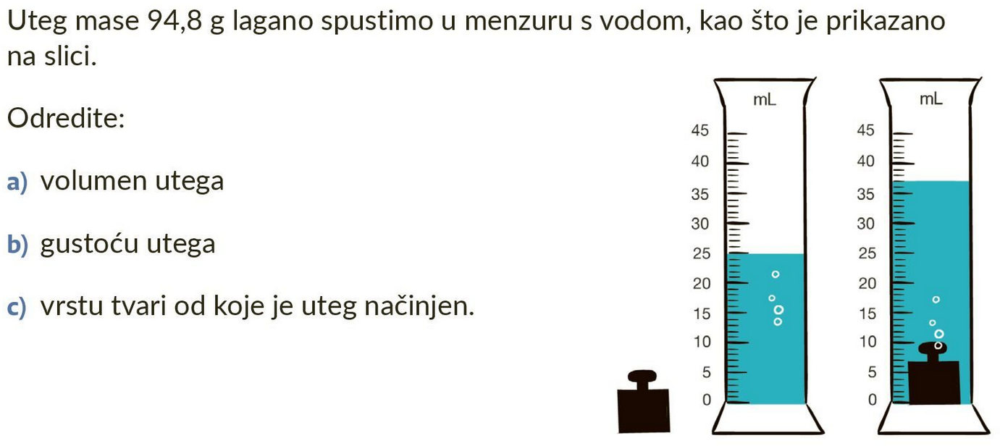 Uteg mase 94,8 g lagano spustimo u menzuru s vodom, kao što je prikazano
na slici.
Odredite:
a) volumen utega
b) gustoću utega
c) vrstu tvari od koje je uteg načinjen.
mL
45
40
35
30
25
20
15
10
5
0
mL
45
40
35
30
25
20
15
10
5
0